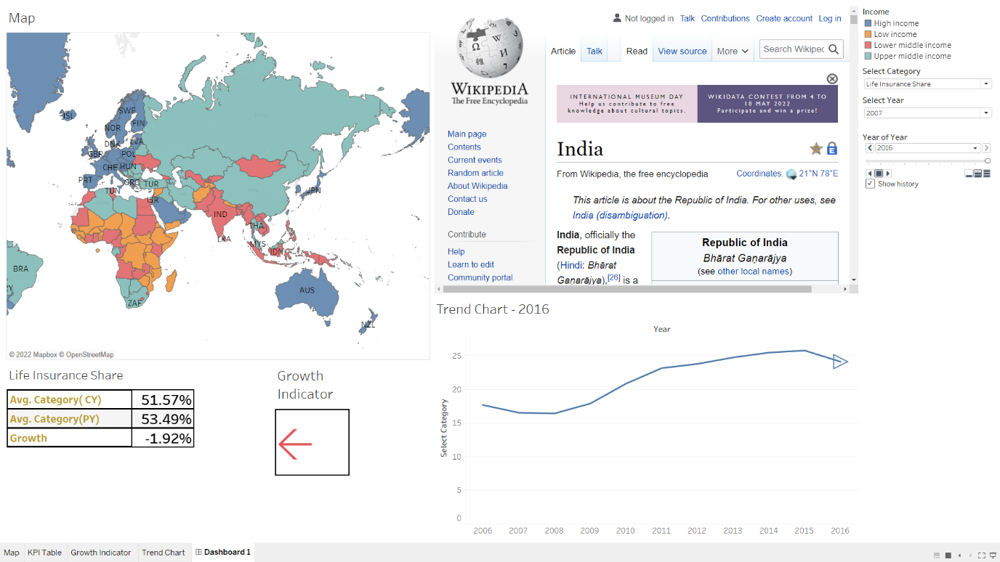 Map
ISL
SWE
FIN
NOR
DNK
LVA
GBR
POL
CHE
HUN
PRT
GRC
TUR
TUN
ISR
JPN
IND
THA
LKA
MYS
IDN
BRA
AUS
ZAF
NZL
© 2022 Mapbox © OpenStreetMap
Not logged in Talk Contributions Create account Log in
Article Talk Read View source More
Search Wikipec
WIKIPEDIA
The Free Encyclopedia
Main page
Contents
Current events
Random article
About Wikipedia
Contact us
Donate
Contribute
Help
Learn to edit
Community portal
INTERNATIONAL MUSEUM DAY
Help us contribute to free
knowledge about cultural topics.
WIKIDATA CONTEST FROM 4 TO
18 MAY 2022
Participate and win a prize!
India
From Wikipedia, the free encyclopedia
Coordinates: 21°N 78°E
This article is about the Republic of India. For other uses, see
India (disambiguation).
India, officially the
Republic of India
(Hindi: Bhārat
Gaṇarājya),[26] is a
Republic of India
Bhārat Gaṇarājya
(see other local names)
Income
High income
Low income
Lower middle income
Upper middle income
Select Category
Life Insurance Share
Select Year
2007
Year of Year
2016
Show history
Life Insurance Share
Avg. Category( CY) 51.57%
Avg. Category(PY) 53.49%
Growth -1.92%
Growth
Indicator
Trend Chart - 2016
Year
Select Category
25
20
15
10
5
0
2006 2007 2008 2009 2010 2011 2012 2013 2014 2015 2016
Map KPI Table Growth Indicator Trend Chart Dashboard 1